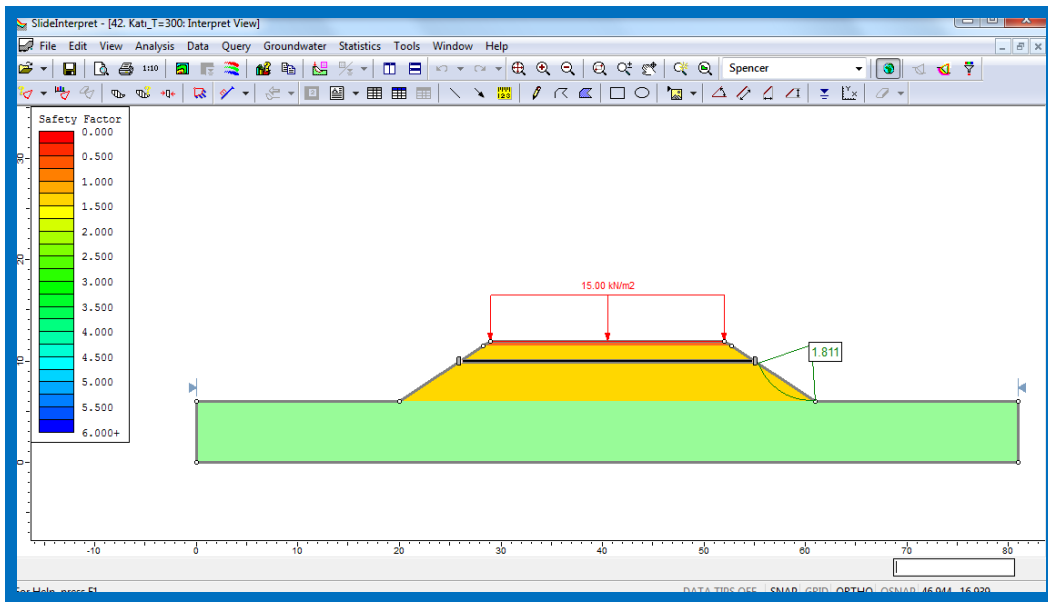 SlideInterpret - [42. Katı_T=300: Interpret View]
File Edit View Analysis Data Query Groundwater Statistics Tools Window Help
1:10
Spencer
Safety Factor
0.000
0.500
1.000
1.500
2.000
2.500
3.000
3.500
4.000
4.500
5.000
5.500
6.000+
30
20
10
0
15.00 kN/m2
1.811
-10 0 10 20 30 40 50 60 70 80
For Help, press F1
DATA TIPS OFF SNAP GRID ORTHO OSNAP 46.944, 16.939